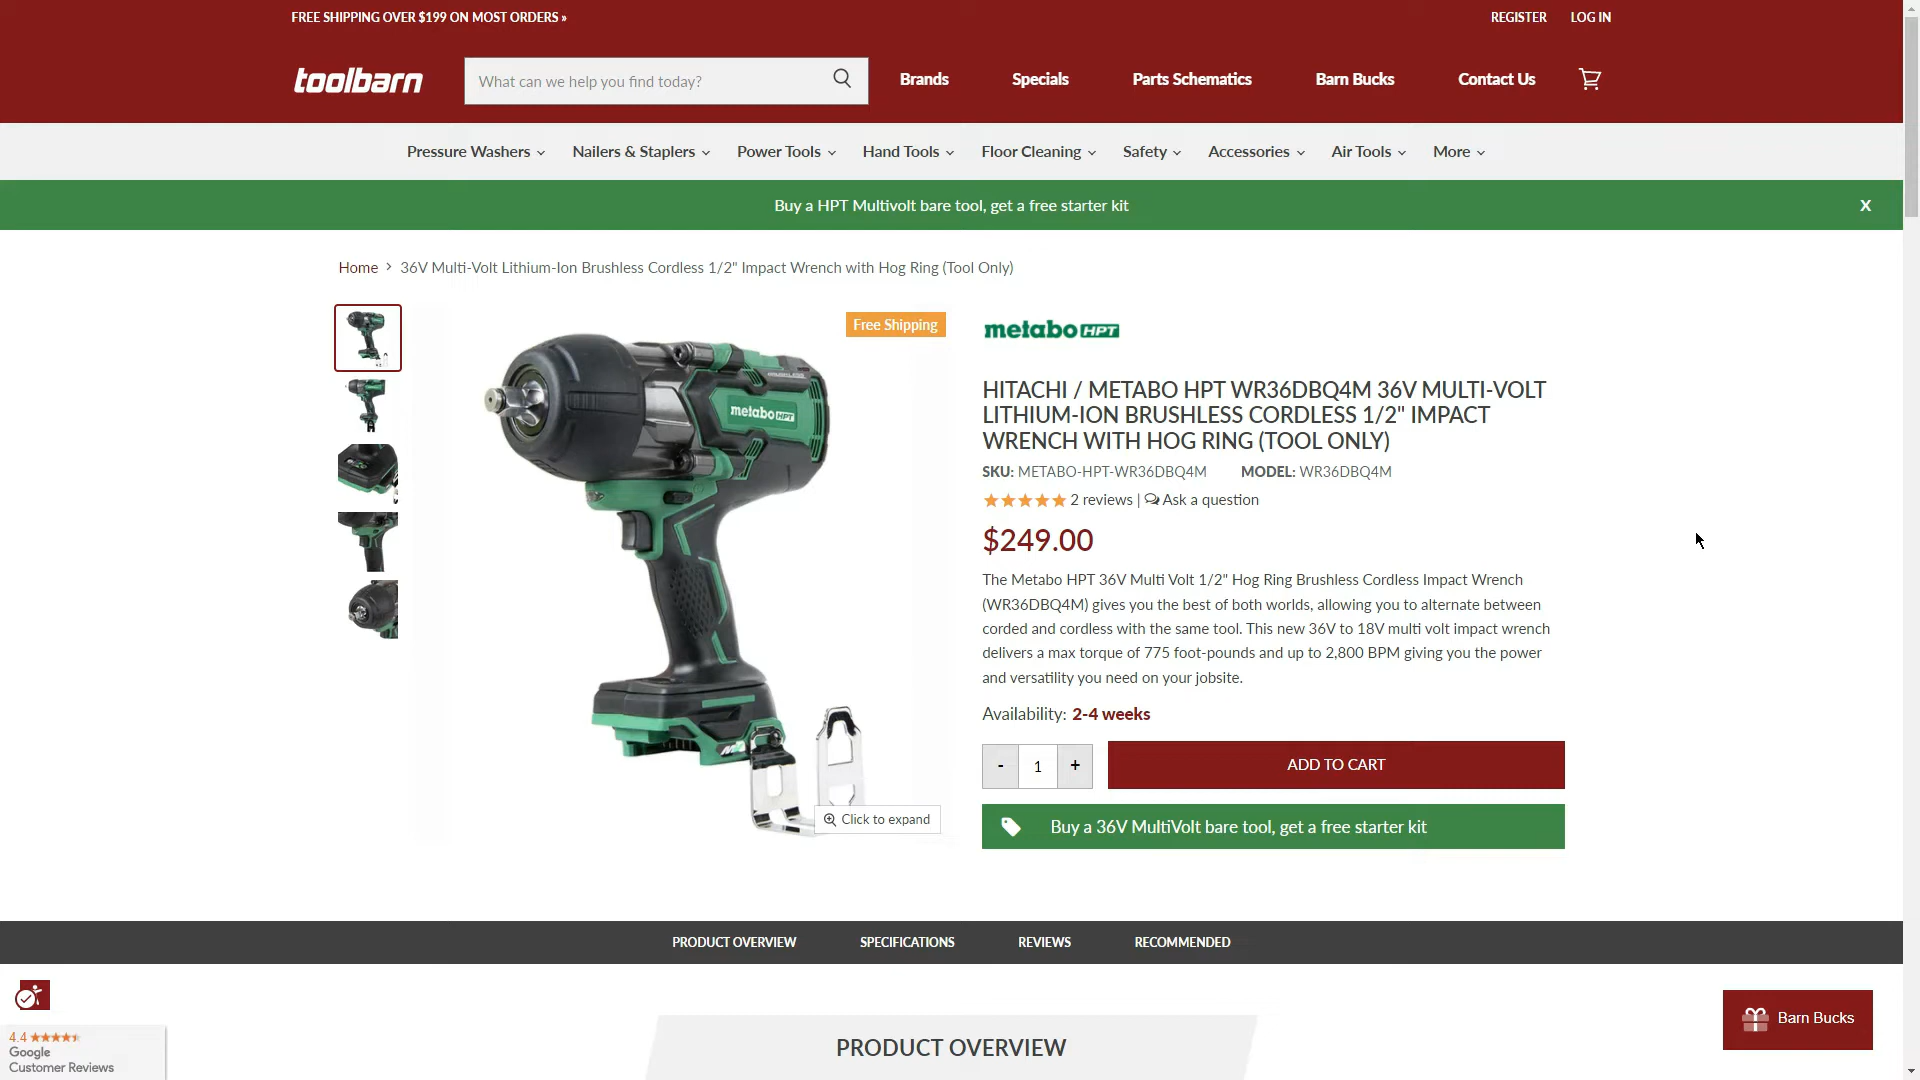 FREE SHIPPING OVER $199 ON MOST ORDERS »
REGISTER LOG IN
toolbarn
What can we help you find today?
Brands Specials Parts Schematics Barn Bucks Contact Us
Pressure Washers Nailers & Staplers Power Tools Hand Tools Floor Cleaning Safety Accessories Air Tools More
Buy a HPT Multivolt bare tool, get a free starter kit
X
Home > 36V Multi-Volt Lithium-Ion Brushless Cordless 1/2" Impact Wrench with Hog Ring (Tool Only)
Free Shipping
metabo HPT
metabo HPT
HITACHI / METABO HPT WR36DBQ4M 36V MULTI-VOLT
LITHIUM-ION BRUSHLESS CORDLESS 1/2" IMPACT
WRENCH WITH HOG RING (TOOL ONLY)
SKU: METABO-HPT-WR36DBQ4M MODEL: WR36DBQ4M
2 reviews | Ask a question
$249.00
The Metabo HPT 36V Multi Volt 1/2" Hog Ring Brushless Cordless Impact Wrench
(WR36DBQ4M) gives you the best of both worlds, allowing you to alternate between
corded and cordless with the same tool. This new 36V to 18V multi volt impact wrench
delivers a max torque of 775 foot-pounds and up to 2,800 BPM giving you the power
and versatility you need on your jobsite.
Availability: 2-4 weeks
- 1 +
ADD TO CART
Click to expand
Buy a 36V MultiVolt bare tool, get a free starter kit
PRODUCT OVERVIEW SPECIFICATIONS REVIEWS RECOMMENDED
PRODUCT OVERVIEW
Barn Bucks
4.4
Google
Customer Reviews